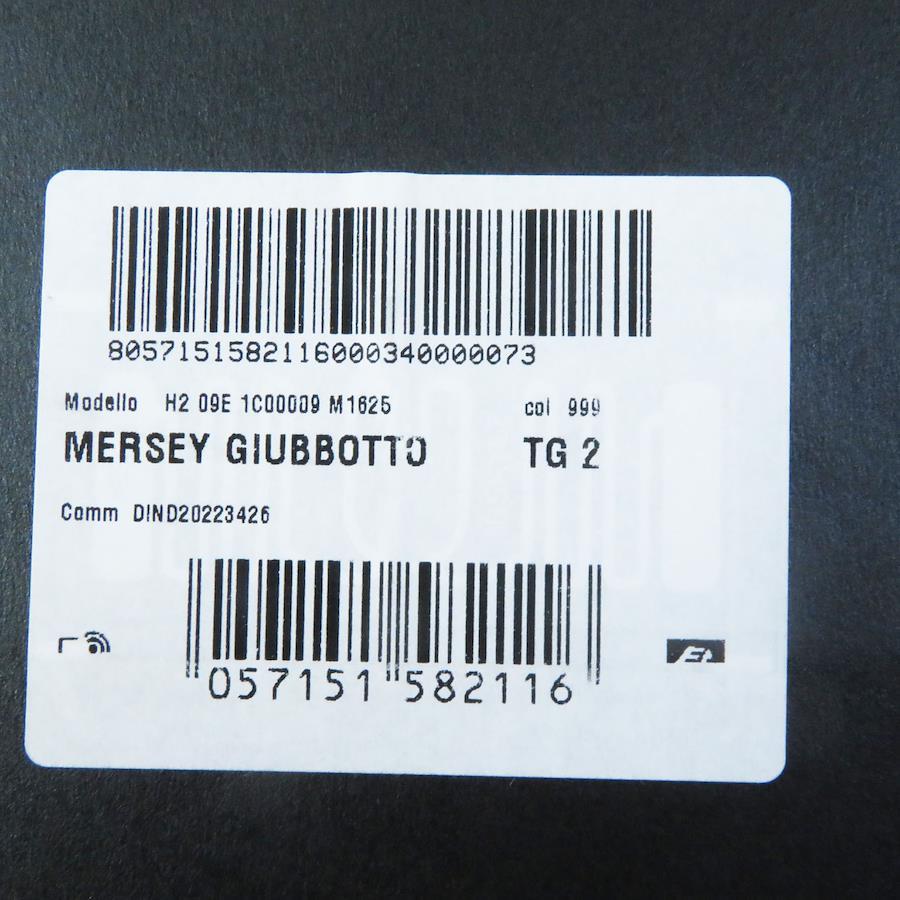 8057151582116000340000073
Modello H2 09E 1C00009 M1625 col 999
MERSEY GIUBBOTTO TG 2
Comm DIND20223426
057151 582116